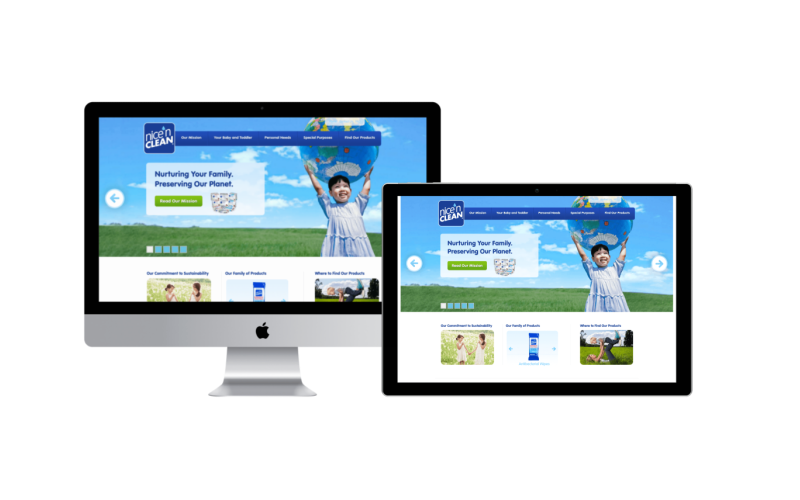 nice'n
CLEAN
Our Mission Your Baby and Toddler Personal Needs Special Purposes Find Our Products
Nurturing Your Family.
Preserving Our Planet.
Read Our Mission
Our Commitment to Sustainability Our Family of Products Where to Find Our Products
nice'n
CLEAN
Our Mission Your Baby and Toddler Personal Needs Special Purposes Find Our Products
Nurturing Your Family.
Preserving Our Planet.
Read Our Mission
Our Commitment to Sustainability Our Family of Products Where to Find Our Products